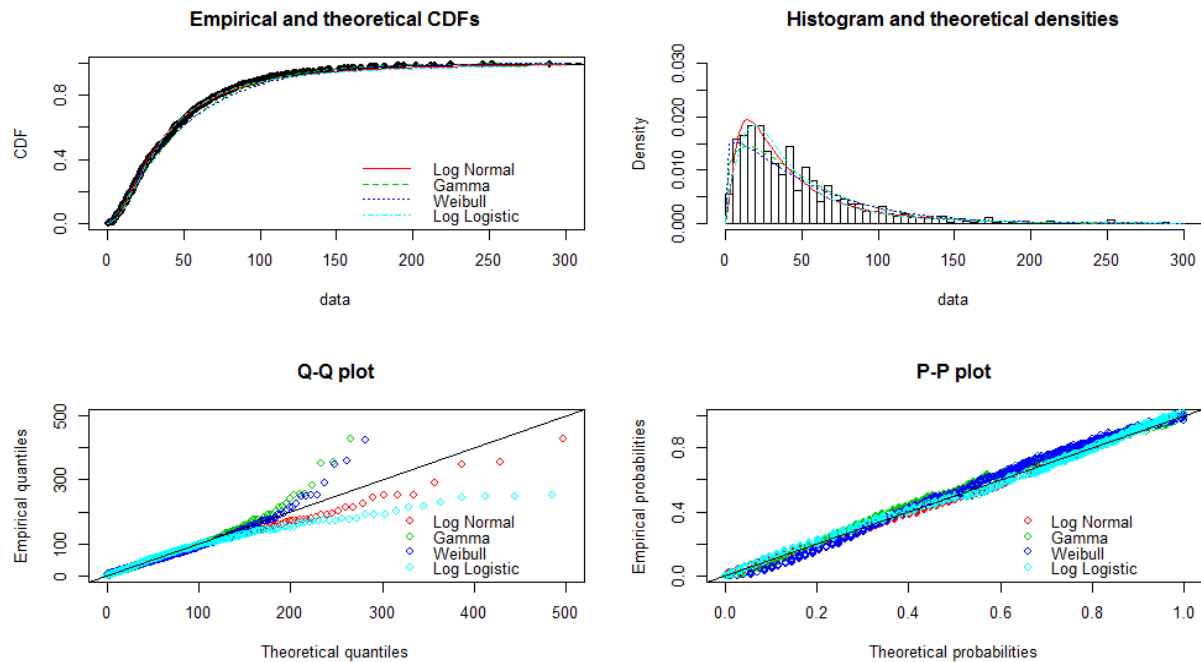 Empirical and theoretical CDFs
CDF
0.0 0.4 0.8
Log Normal
Gamma
Weibull
Log Logistic
0 50 100 150 200 250 300
data
Histogram and theoretical densities
Density
0.000 0.010 0.020 0.030
0 50 100 150 200 250 300
data
Q-Q plot
Empirical quantiles
0 100 300 500
Log Normal
Gamma
Weibull
Log Logistic
0 100 200 300 400 500
Theoretical quantiles
P-P plot
Empirical probabilities
0.0 0.4 0.8
Log Normal
Gamma
Weibull
Log Logistic
0.0 0.2 0.4 0.6 0.8 1.0
Theoretical probabilities